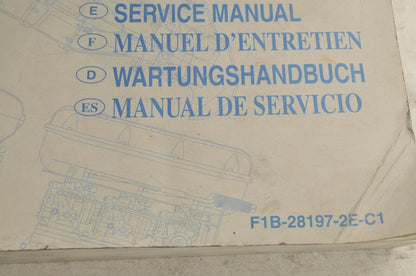 E SERVICE MANUAL
F MANUEL D'ENTRETIEN
D WARTUNGSHANDBUCH
ES MANUAL DE SERVICIO
F1B-28197-2E-C1